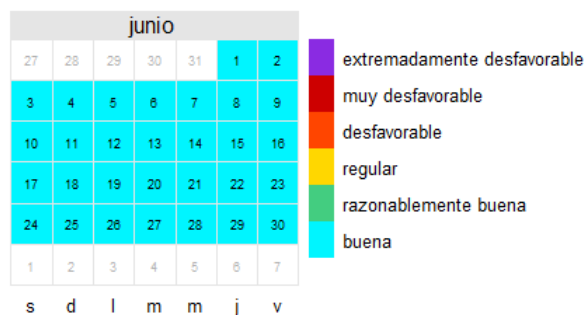 junio
27 28 29 30 31 1 2
3 4 5 6 7 8 9
10 11 12 13 14 15 16
17 18 19 20 21 22 23
24 25 26 27 28 29 30
1 2 3 4 5 6 7
s d l m m j v
extremadamente desfavorable
muy desfavorable
desfavorable
regular
razonablemente buena
buena